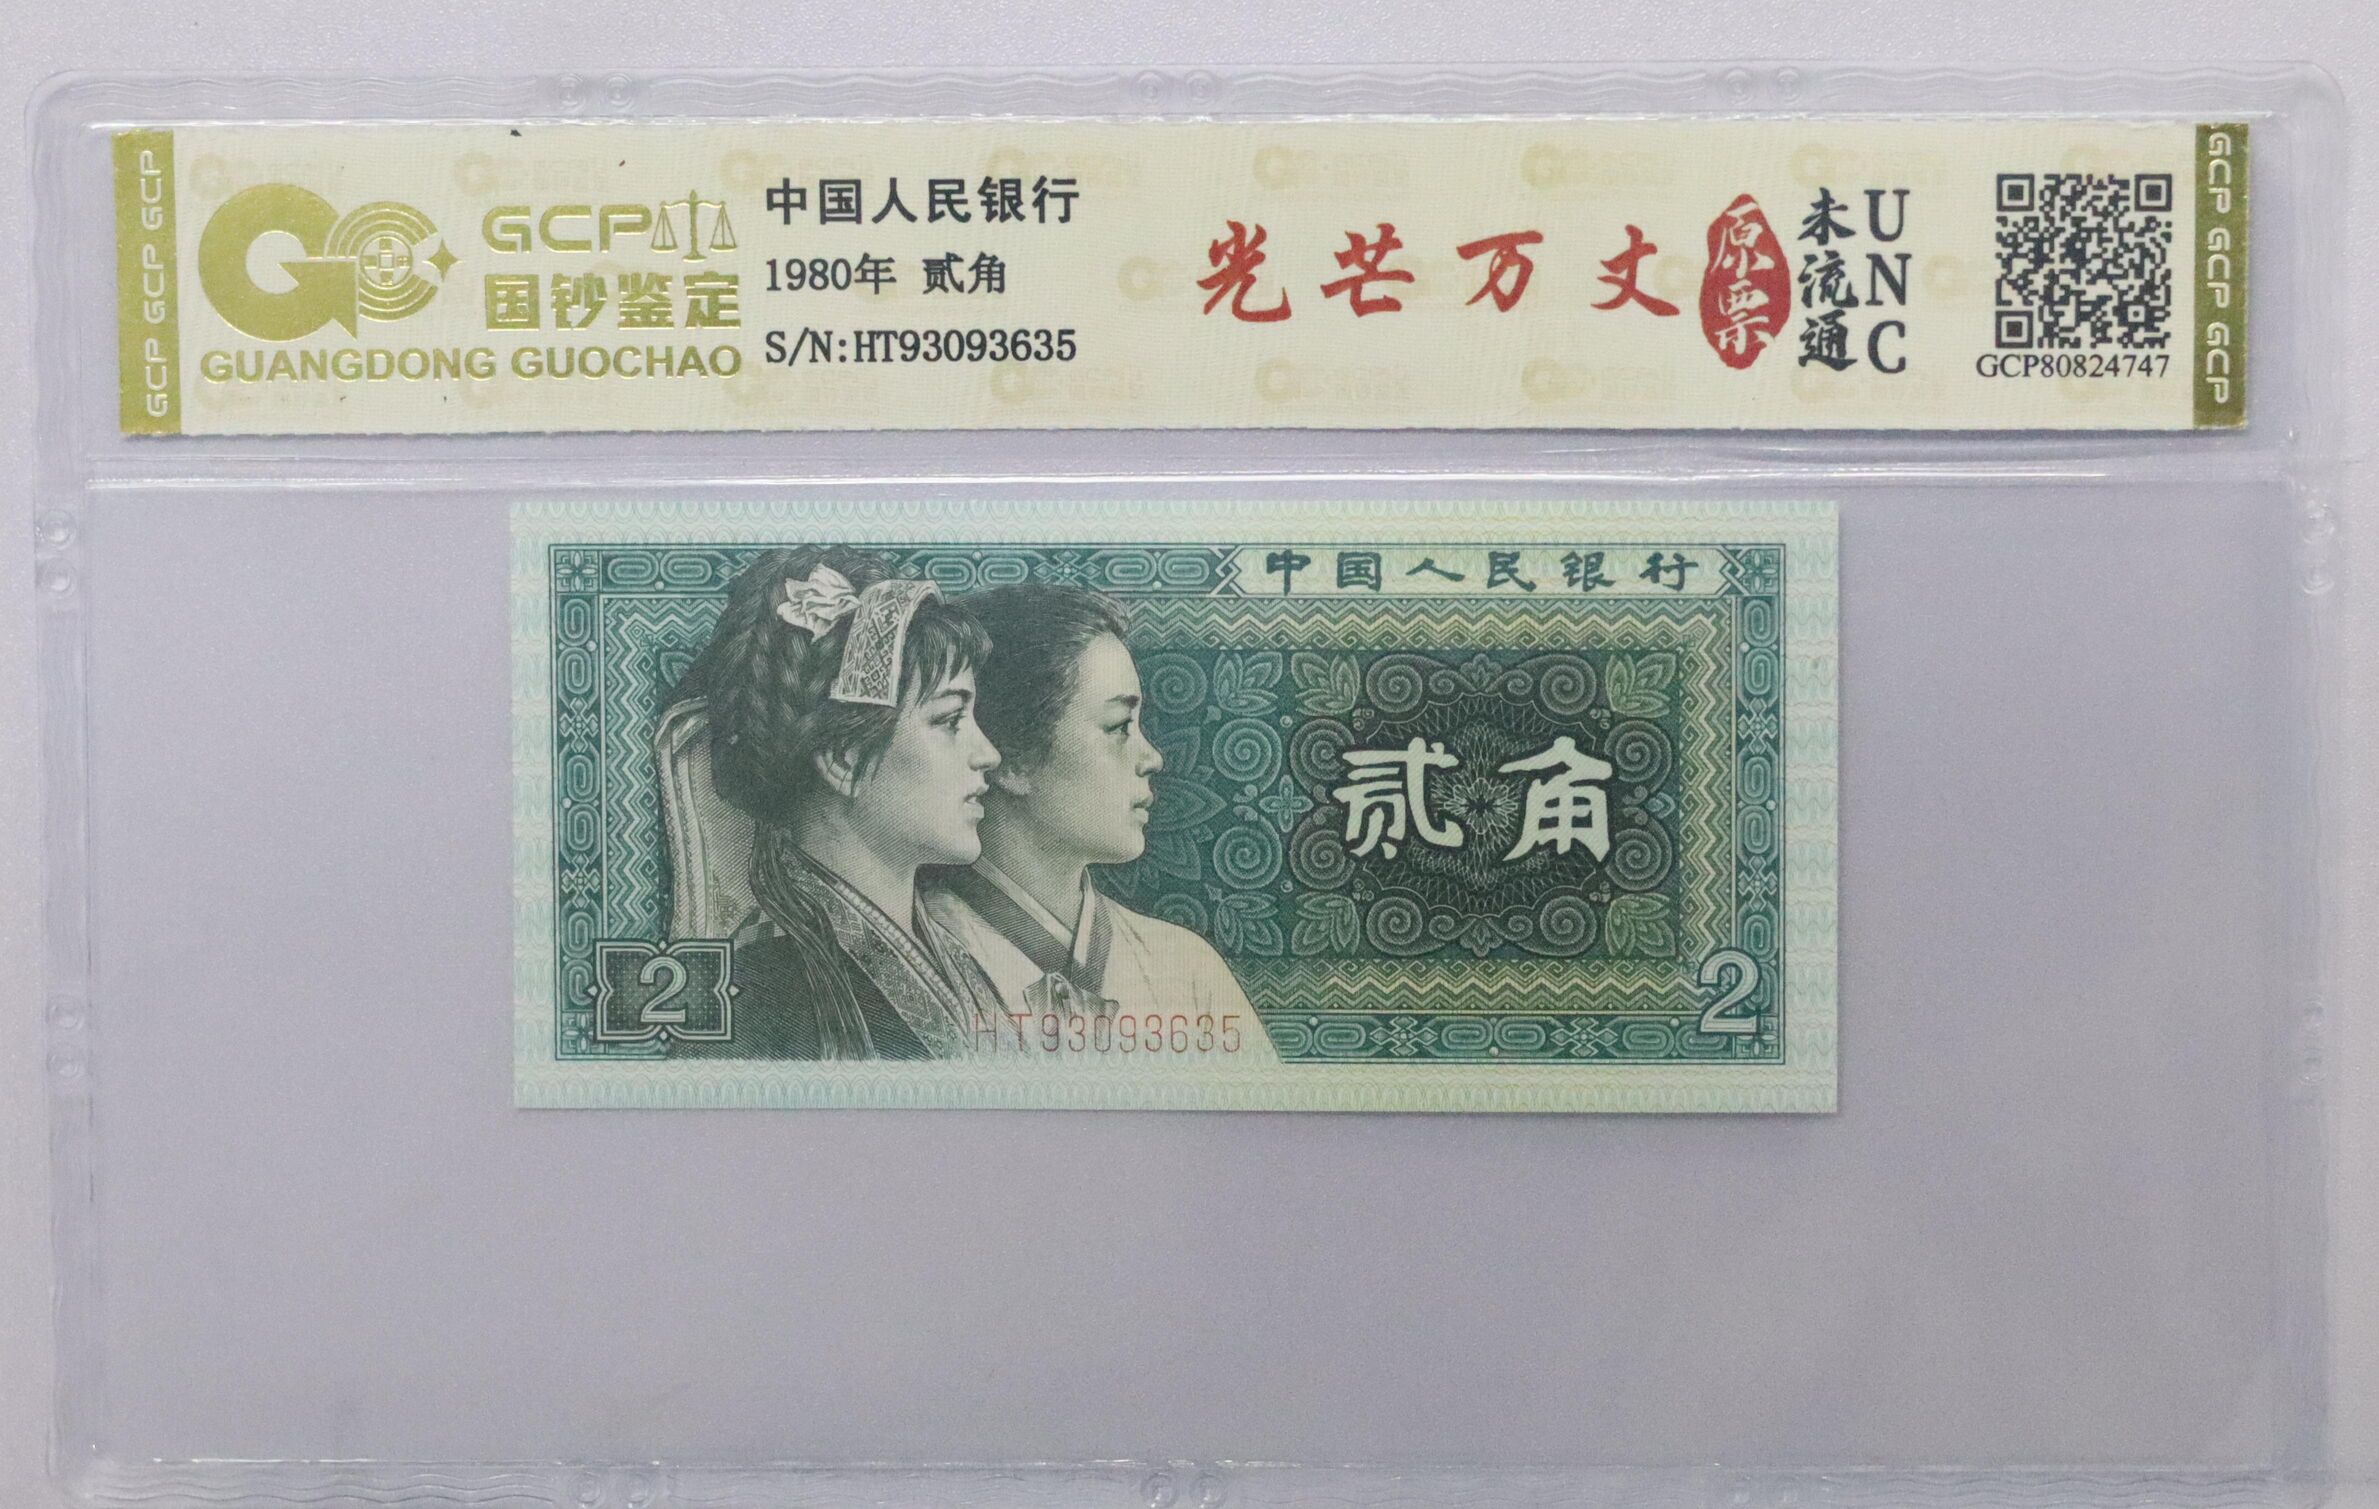 GCP GCP GCP
GCP
国钞鉴定
GUANGDONG GUOCHAO
中国人民银行
1980年 贰角
S/N:HT93093635
光芒万丈
原票
未流通
UNC
GCP80824747
GCP GCP GCP
中国人民银行
贰角
2
2
HT93093635